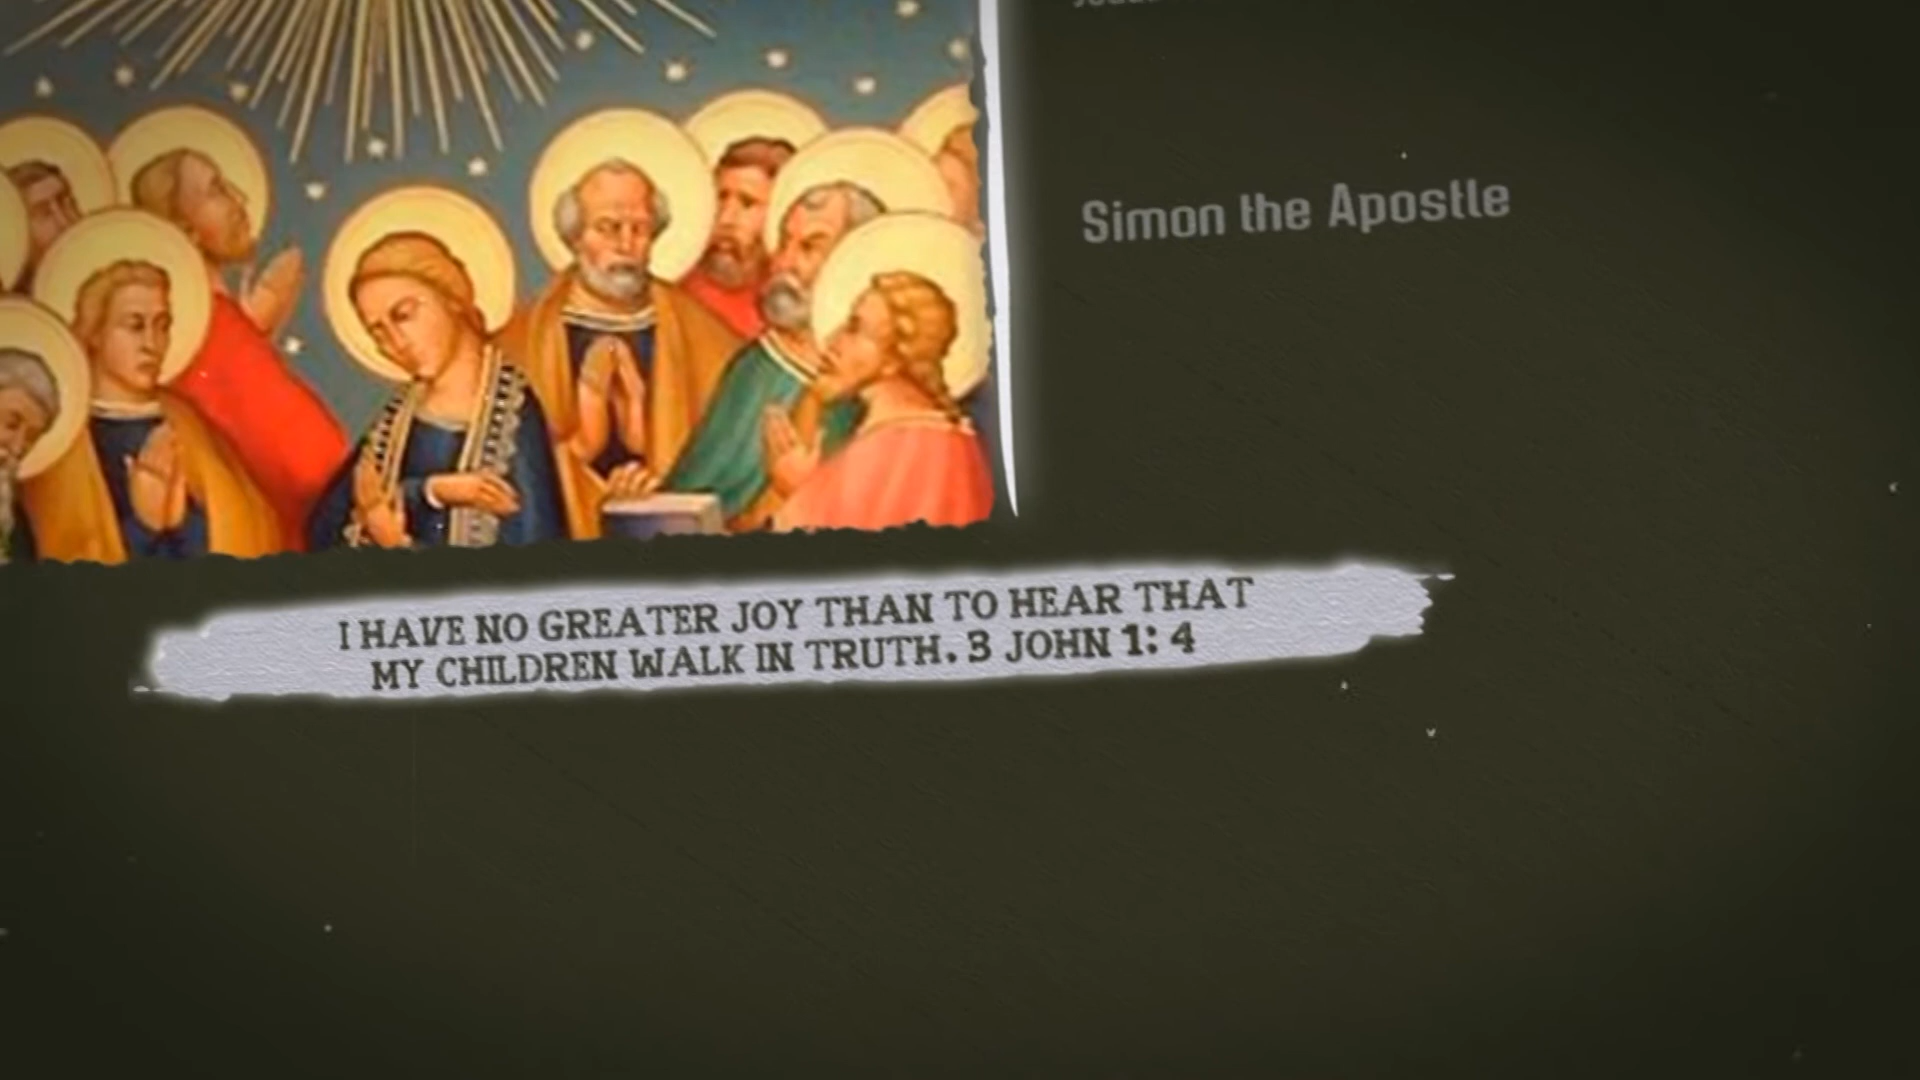 Simon the Apostle
I HAVE NO GREATER JOY THAN TO HEAR THAT
MY CHILDREN WALK IN TRUTH. 3 JOHN 1: 4